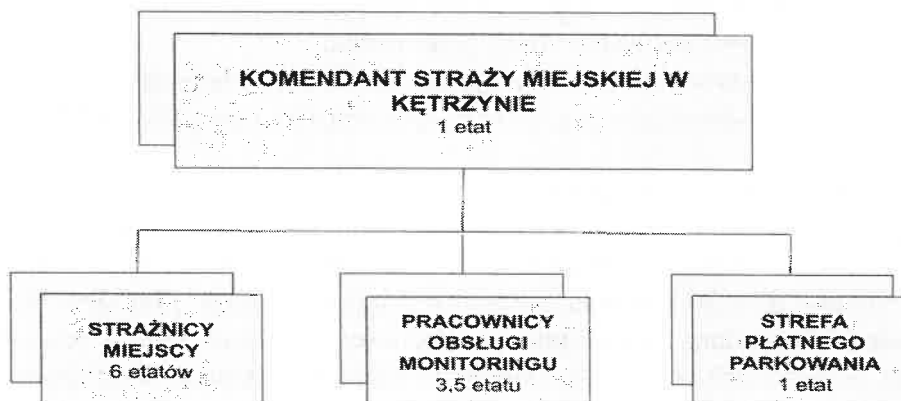 KOMENDANT STRAŻY MIEJSKIEJ W
KĘTRZYNIE
1 etat
STRAŻNICY
MIEJSCY
6 etatów
PRACOWNICY
OBSŁUGI
MONITORINGU
3,5 etatu
STREFA
PŁATNEGO
PARKOWANIA
1 etat